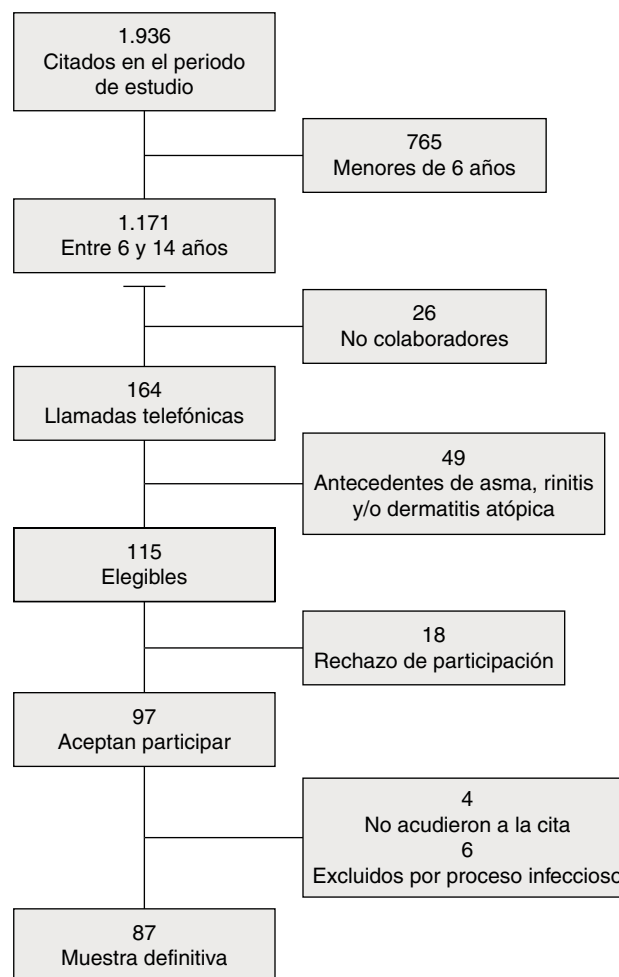 1.936
Citados en el periodo
de estudio
765
Menores de 6 años
1.171
Entre 6 y 14 años
26
No colaboradores
164
Llamadas telefónicas
49
Antecedentes de asma, rinitis
y/o dermatitis atópica
115
Elegibles
18
Rechazo de participación
97
Aceptan participar
4
No acudieron a la cita
6
Excluidos por proceso infeccioso
87
Muestra definitiva